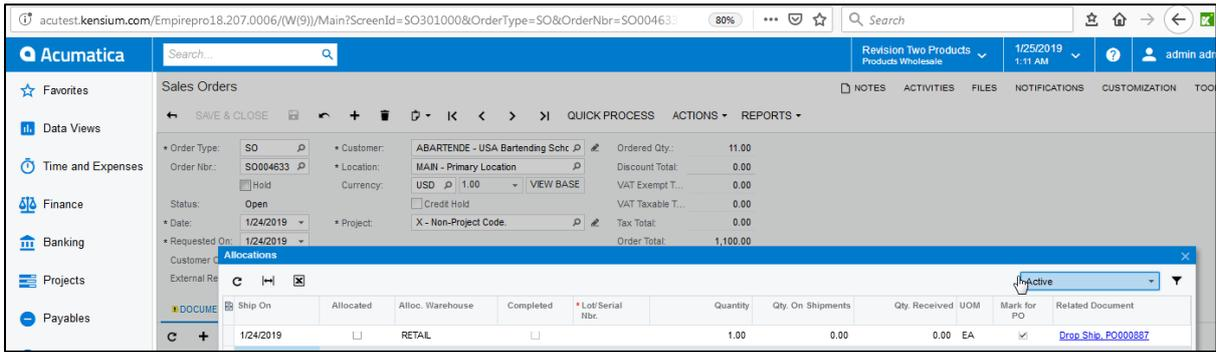 acutest.kensium.com/Empirepro18.207.0006/(W(9))/Main?ScreenId=SO301000&OrderType=SO&OrderNbr=SO004633
80%
Search
Acumatica
Search...
Revision Two Products
Products Wholesale
1/25/2019
1:11 AM
admin adr
Favorites
Data Views
Time and Expenses
Finance
Banking
Projects
Payables
Sales Orders
NOTES ACTIVITIES FILES NOTIFICATIONS CUSTOMIZATION TOO
SAVE & CLOSE QUICK PROCESS ACTIONS REPORTS
* Order Type: SO * Customer: ABARTENDE - USA Bartending Schc Ordered Qty.: 11.00
Order Nbr.: SO004633 * Location: MAIN - Primary Location Discount Total: 0.00
Hold Currency: USD 1.00 VIEW BASE VAT Exempt T... 0.00
Status: Open Credit Hold VAT Taxable T... 0.00
* Date: 1/24/2019 * Project: X - Non-Project Code. Tax Total: 0.00
* Requested On: 1/24/2019 Order Total: 1,100.00
Customer O
External Re
DOCUME
Allocations
Active
Ship On Allocated Alloc. Warehouse Completed * Lot/Serial Nbr. Quantity Qty. On Shipments Qty. Received UOM Mark for PO Related Document
1/24/2019 RETAIL 1.00 0.00 0.00 EA Drop Ship, PO000887